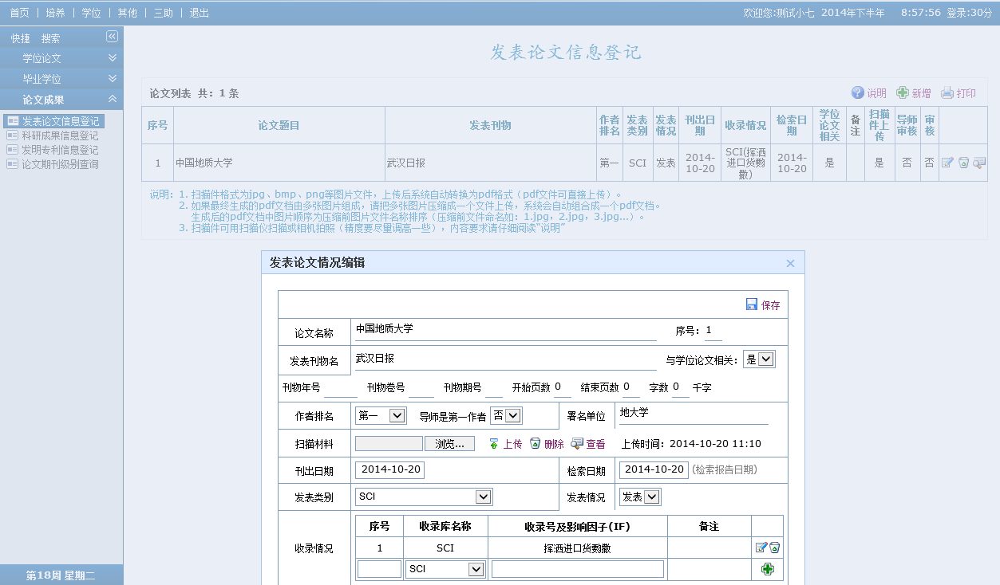 首页 | 培养 | 学位 | 其他 | 三助 | 退出 欢迎您:测试小七 2014年下半年 8:57:56 登录:30分
快捷 搜索
学位论文
毕业学位
论文成果
发表论文信息登记
科研成果信息登记
发明专利信息登记
论文期刊级别查询
第18周 星期二
发表论文信息登记
论文列表 共：1 条 说明 新增 打印
序号 论文题目 发表刊物 作者排名 发表类别 发表情况 刊出日期 收录情况 检索日期 学位论文相关 备注 扫描件上传 导师审核 审核
1 中国地质大学 武汉日报 第一 SCI 发表 2014-10-20 SCI(挥洒进口货勠撒) 2014-10-20 是 是 否 否
说明：1. 扫描件格式为jpg、bmp、png等图片文件，上传后系统自动转换为pdf格式（pdf文件可直接上传）。
2. 如果最终生成的pdf文档由多张图片组成，请把多张图片压缩成一个文件上传，系统会自动组合成一个pdf文档。
生成后的pdf文档中图片顺序为压缩前图片文件名称排序（压缩前文件命名如：1.jpg，2.jpg，3.jpg...）。
3. 扫描件可用扫描仪扫描或相机拍照（精度要尽量调高一些），内容要求请仔细阅读“说明”
发表论文情况编辑
保存
论文名称 中国地质大学 序号：1
发表刊物名 武汉日报 与学位论文相关：是
刊物年号 刊物卷号 刊物期号 开始页数 0 结束页数 0 字数 0 千字
作者排名 第一 导师是第一作者 否 署名单位 地大学
扫描材料 浏览... 上传 删除 查看 上传时间：2014-10-20 11:10
刊出日期 2014-10-20 检索日期 2014-10-20 (检索报告日期)
发表类别 SCI 发表情况 发表
收录情况 序号 收录库名称 收录号及影响因子(IF) 备注
1 SCI 挥洒进口货勠撒
SCI